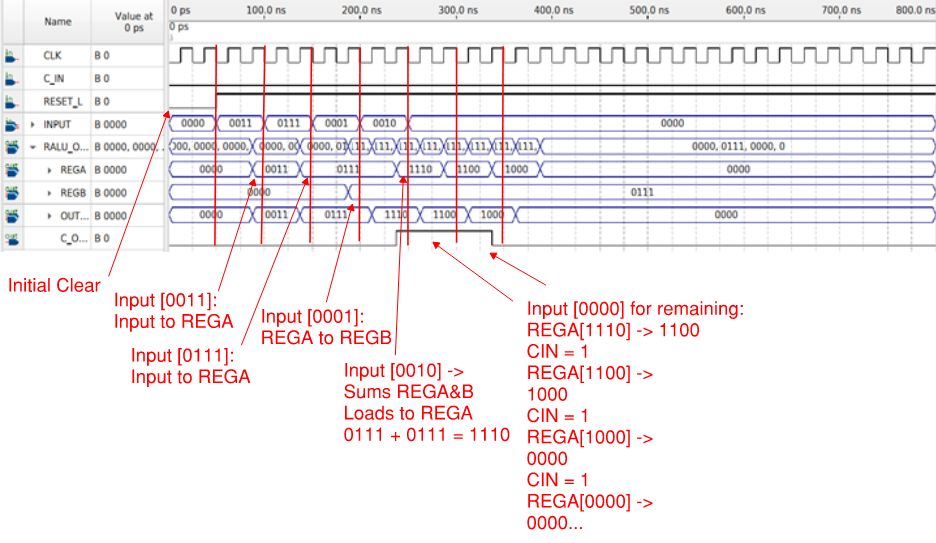 Name
Value at
0 ps
0 ps
100.0 ns
200.0 ns
300.0 ns
400.0 ns
500.0 ns
600.0 ns
700.0 ns
800.0 ns
0 ps
CLK
B 0
C_IN
B 0
RESET_L
B 0
INPUT
B 0000
0000
0011
0111
0001
0010
0000
RALU_O...
B 0000, 0000,
0000, 0111, 0000, 0
REGA
B 0000
0000
0011
0111
1110
1100
1000
0000
REGB
B 0000
0000
0111
OUT...
B 0000
0000
0011
0111
1110
1100
1000
0000
C_O...
B 0
Initial Clear
Input [0011]:
Input to REGA
Input [0111]:
Input to REGA
Input [0001]:
REGA to REGB
Input [0010] ->
Sums REGA&B
Loads to REGA
0111 + 0111 = 1110
Input [0000] for remaining:
REGA[1110] -> 1100
CIN = 1
REGA[1100] ->
1000
CIN = 1
REGA[1000] ->
0000
CIN = 1
REGA[0000] ->
0000...